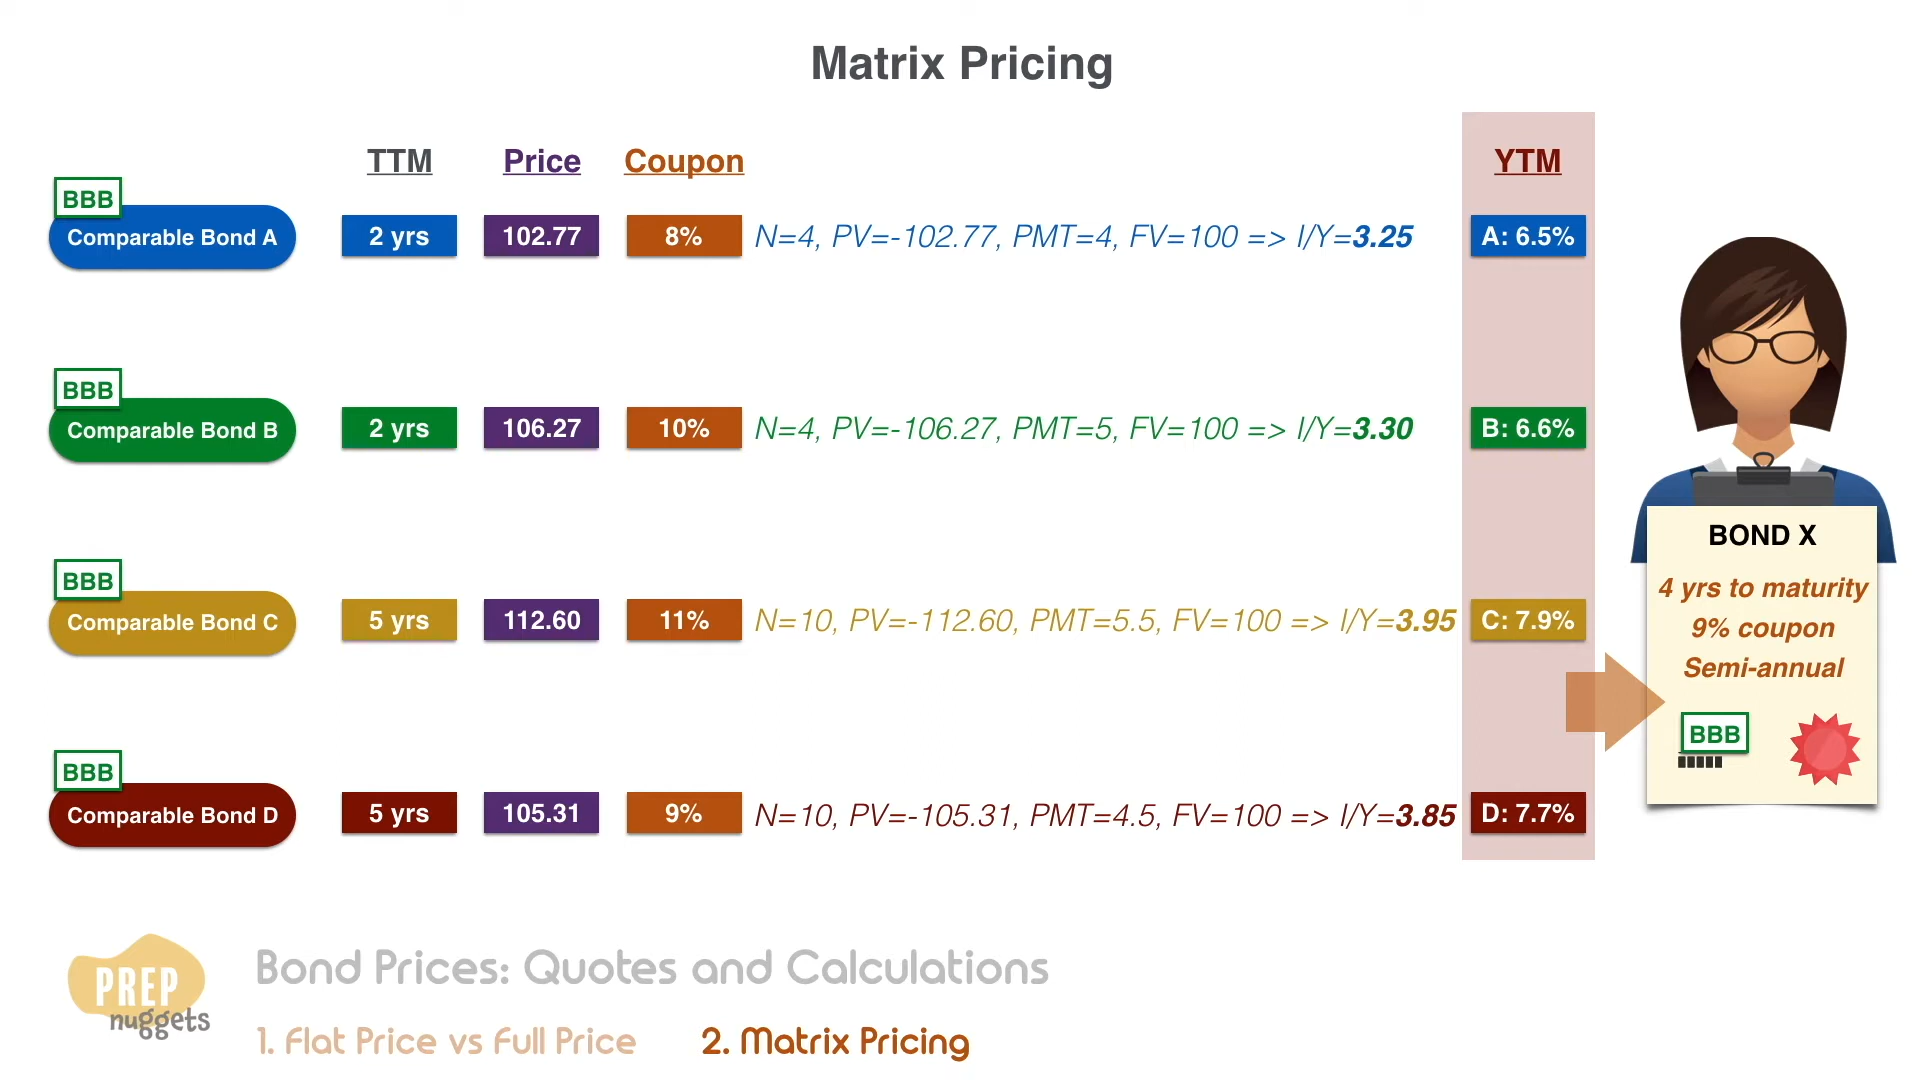 Matrix Pricing
TTM Price Coupon YTM
BBB
Comparable Bond A 2 yrs 102.77 8% N=4, PV=-102.77, PMT=4, FV=100 => I/Y=3.25 A: 6.5%
BBB
Comparable Bond B 2 yrs 106.27 10% N=4, PV=-106.27, PMT=5, FV=100 => I/Y=3.30 B: 6.6%
BBB
Comparable Bond C 5 yrs 112.60 11% N=10, PV=-112.60, PMT=5.5, FV=100 => I/Y=3.95 C: 7.9%
BBB
Comparable Bond D 5 yrs 105.31 9% N=10, PV=-105.31, PMT=4.5, FV=100 => I/Y=3.85 D: 7.7%
BOND X
4 yrs to maturity
9% coupon
Semi-annual
BBB
PREP
nuggets
Bond Prices: Quotes and Calculations
1. Flat Price vs Full Price 2. Matrix Pricing